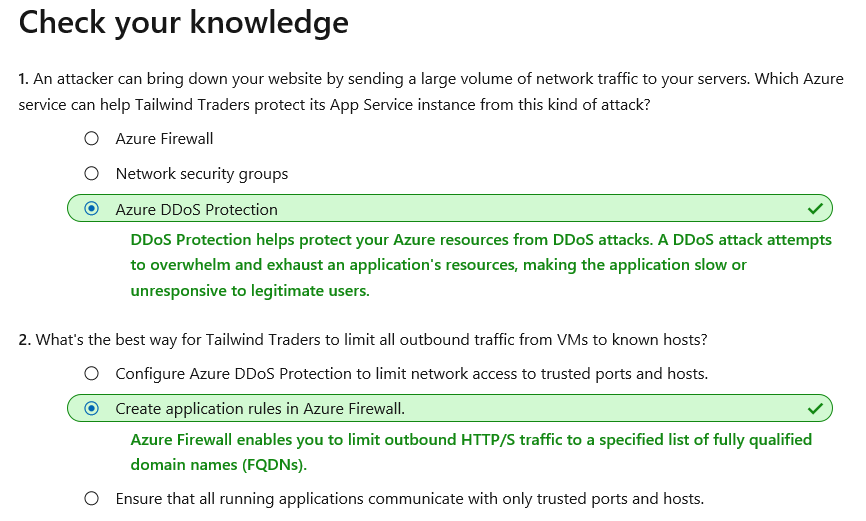 Check your knowledge
1. An attacker can bring down your website by sending a large volume of network traffic to your servers. Which Azure
service can help Tailwind Traders protect its App Service instance from this kind of attack?
Azure Firewall
Network security groups
Azure DDoS Protection
DDoS Protection helps protect your Azure resources from DDoS attacks. A DDoS attack attempts
to overwhelm and exhaust an application's resources, making the application slow or
unresponsive to legitimate users.
2. What's the best way for Tailwind Traders to limit all outbound traffic from VMs to known hosts?
Configure Azure DDoS Protection to limit network access to trusted ports and hosts.
Create application rules in Azure Firewall.
Azure Firewall enables you to limit outbound HTTP/S traffic to a specified list of fully qualified
domain names (FQDNs).
Ensure that all running applications communicate with only trusted ports and hosts.